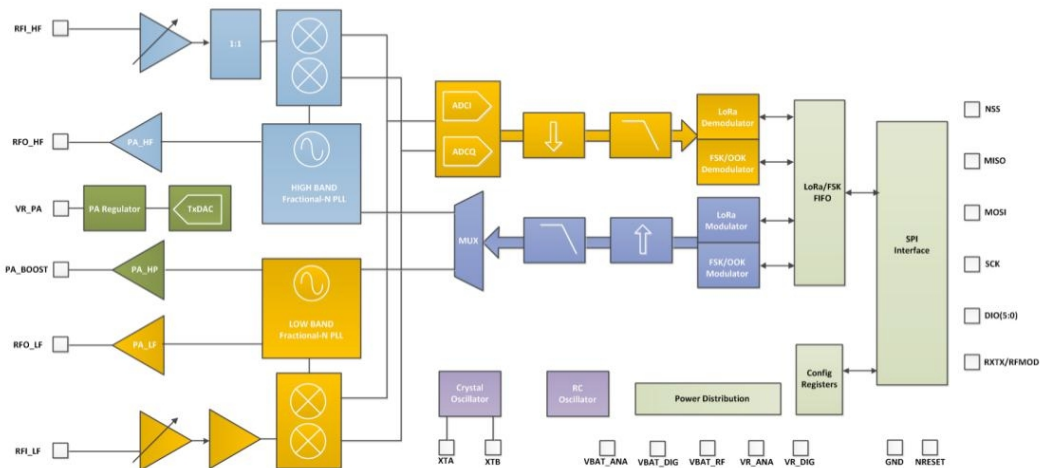 RFI_HF
1:1
RFO_HF
PA_HF
HIGH BAND
Fractional-N PLL
VR_PA
PA Regulator
TxDAC
PA_BOOST
PA_HP
LOW BAND
Fractional-N PLL
RFO_LF
PA_LF
RFI_LF
ADCI
ADCQ
MUX
LoRa
Demodulator
FSK/OOK
Demodulator
LoRa
Modulator
FSK/OOK
Modulator
LoRa/FSK
FIFO
SPI
Interface
NSS
MISO
MOSI
SCK
DIO(5:0)
RXTX/RFMOD
Crystal
Oscillator
RC
Oscillator
Power Distribution
Config
Registers
XTA
XTB
VBAT_ANA
VBAT_DIG
VBAT_RF
VR_ANA
VR_DIG
GND
NRESET